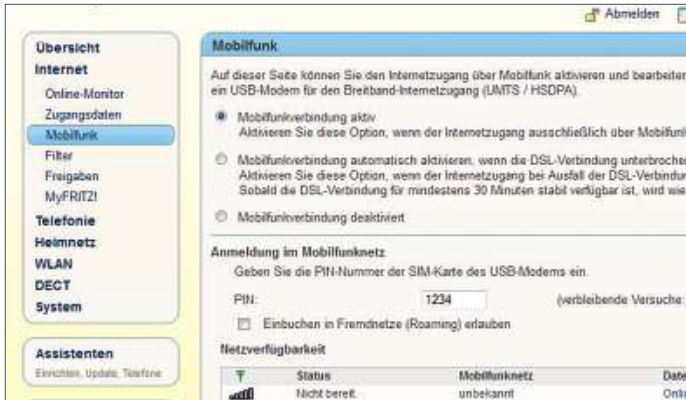 Abmelden
Übersicht
Internet
Online-Monitor
Zugangsdaten
Mobilfunk
Filter
Freigaben
MyFRITZ!
Telefonie
Heimnetz
WLAN
DECT
System
Assistenten
Einrichten, Update, Telefone
Mobilfunk
Auf dieser Seite können Sie den Internetzugang über Mobilfunk aktivieren und bearbeiten
ein USB-Modem für den Breitband-Internetzugang (UMTS / HSDPA).
Mobilfunkverbindung aktiv
Aktivieren Sie diese Option, wenn der Internetzugang ausschließlich über Mobilfunk
Mobilfunkverbindung automatisch aktivieren, wenn die DSL-Verbindung unterbrochen
Aktivieren Sie diese Option, wenn der Internetzugang bei Ausfall der DSL-Verbindun
Sobald die DSL-Verbindung für mindestens 30 Minuten stabil verfügbar ist, wird wie
Mobilfunkverbindung deaktiviert
Anmeldung im Mobilfunknetz
Geben Sie die PIN-Nummer der SIM-Karte des USB-Modems ein.
PIN: 1234 (verbleibende Versuche:
Einbuchen in Fremdnetze (Roaming) erlauben
Netzverfügbarkeit
Status Mobilfunknetz Date
Nicht bereit. unbekannt Onlin